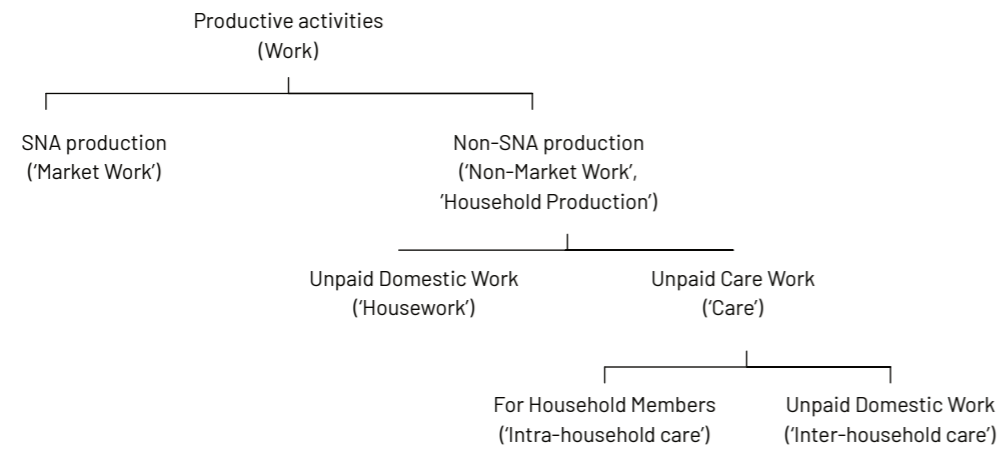 Productive activities
(Work)
SNA production
(‘Market Work’)
Non-SNA production
(‘Non-Market Work’,
‘Household Production’)
Unpaid Domestic Work
(‘Housework’)
Unpaid Care Work
(‘Care’)
For Household Members
(‘Intra-household care’)
Unpaid Domestic Work
(‘Inter-household care’)